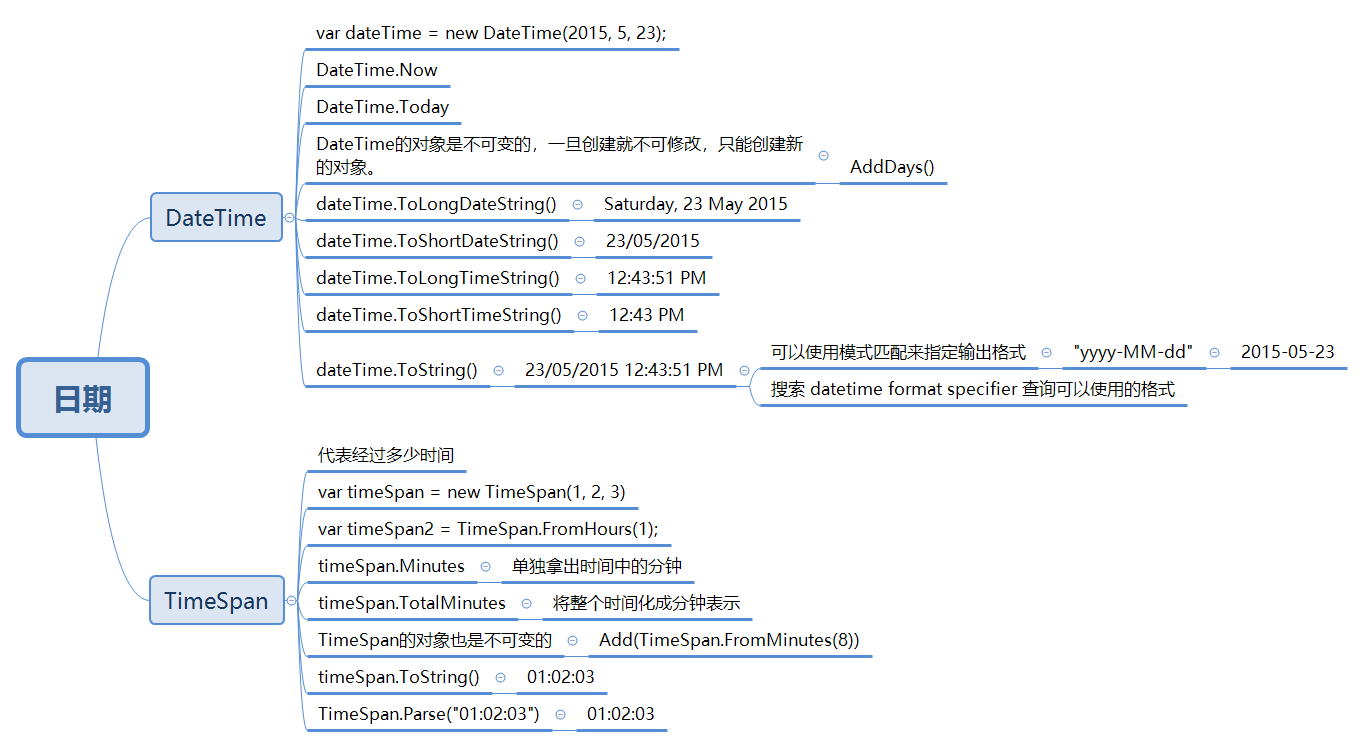 日期
DateTime
var dateTime = new DateTime(2015, 5, 23);
DateTime.Now
DateTime.Today
DateTime的对象是不可变的，一旦创建就不可修改，只能创建新
的对象。
AddDays()
dateTime.ToLongDateString()
Saturday, 23 May 2015
dateTime.ToShortDateString()
23/05/2015
dateTime.ToLongTimeString()
12:43:51 PM
dateTime.ToShortTimeString()
12:43 PM
dateTime.ToString()
23/05/2015 12:43:51 PM
可以使用模式匹配来指定输出格式
"yyyy-MM-dd"
2015-05-23
搜索 datetime format specifier 查询可以使用的格式
TimeSpan
代表经过多少时间
var timeSpan = new TimeSpan(1, 2, 3)
var timeSpan2 = TimeSpan.FromHours(1);
timeSpan.Minutes
单独拿出时间中的分钟
timeSpan.TotalMinutes
将整个时间化成分钟表示
TimeSpan的对象也是不可变的
Add(TimeSpan.FromMinutes(8))
timeSpan.ToString()
01:02:03
TimeSpan.Parse("01:02:03")
01:02:03